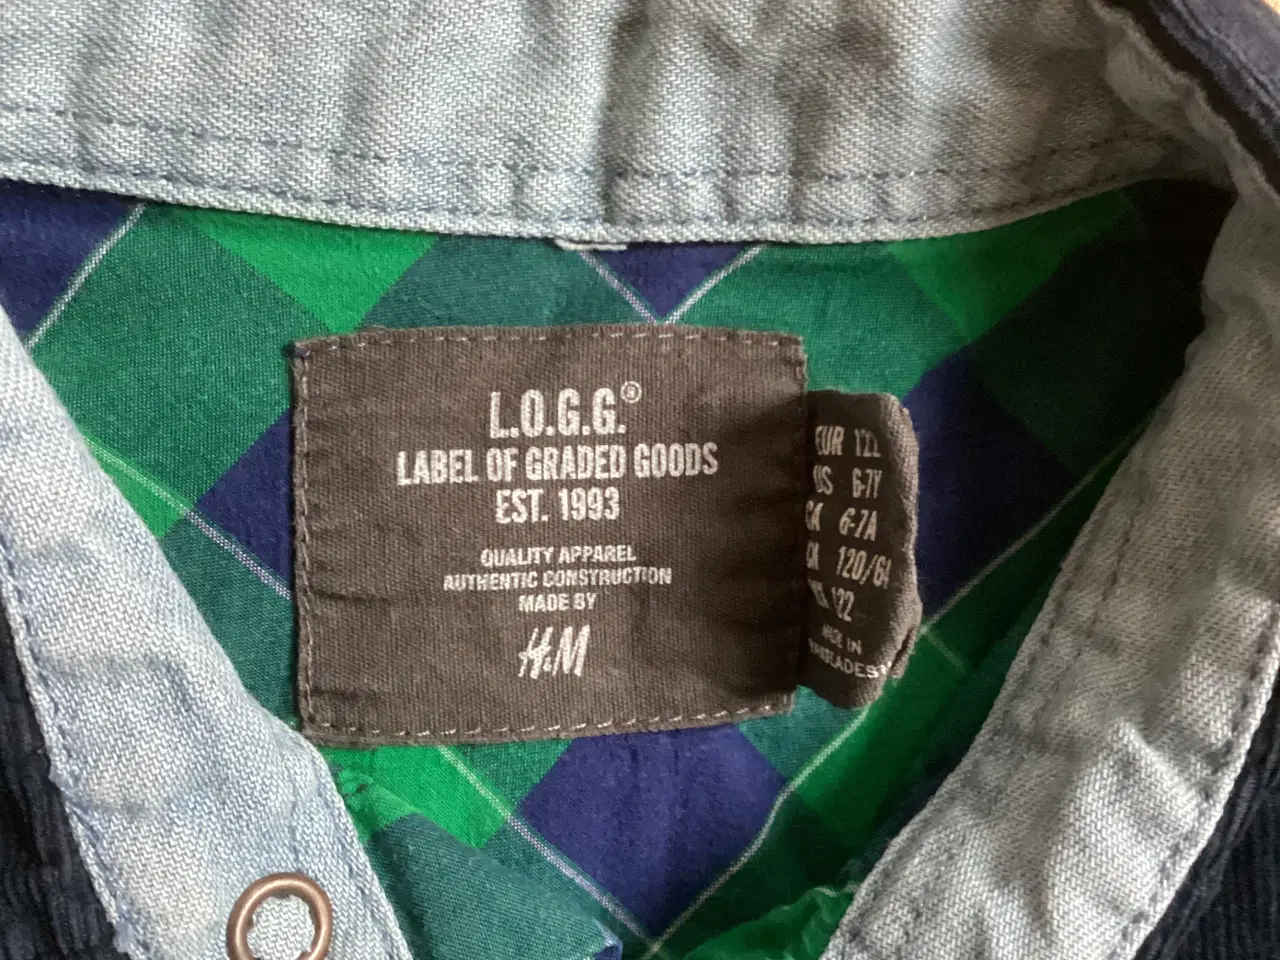 L.O.G.G.®
LABEL OF GRADED GOODS
EST. 1993
QUALITY APPAREL
AUTHENTIC CONSTRUCTION
MADE BY
H&M
EUR 122
US 6-7Y
CA 6-7A
120/64
122
MADE IN